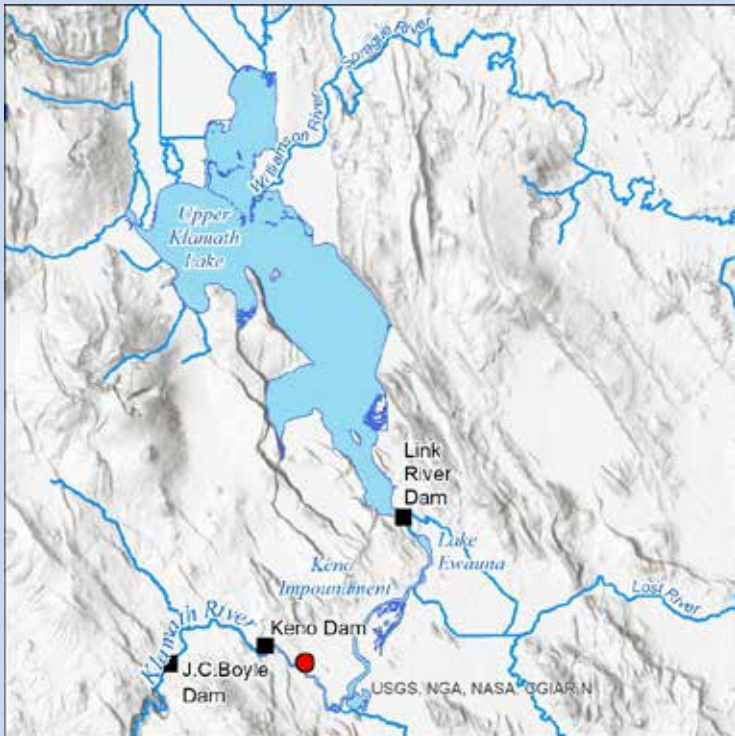 Sprague River
Williamson River
Upper
Klamath
Lake
Link
River
Dam
Lake
Ewauna
Keno
Impoundment
Lost River
Klamath River
Keno Dam
J.C.Boyle
Dam
USGS, NGA, NASA, CGIAR, N